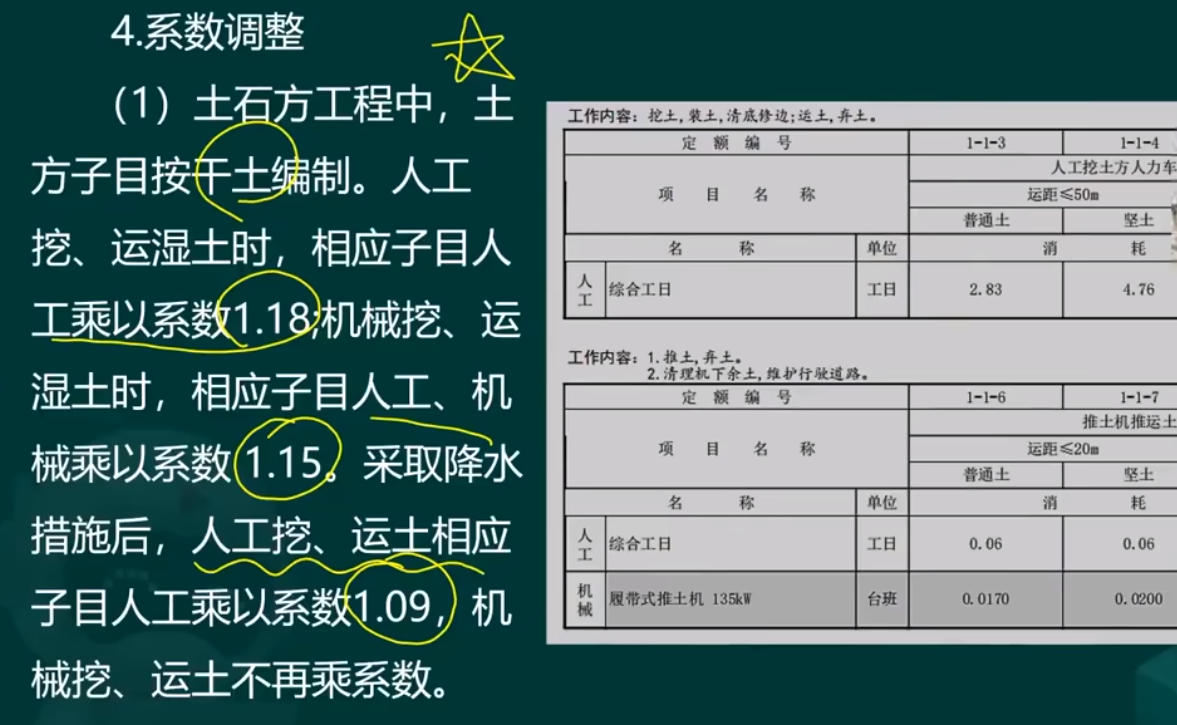 4.系数调整
（1）土石方工程中，土
方子目按干土编制。人工
挖、运湿土时，相应子目人
工乘以系数1.18;机械挖、运
湿土时，相应子目人工、机
械乘以系数 1.15。采取降水
措施后，人工挖、运土相应
子目人工乘以系数1.09，机
械挖、运土不再乘系数。
工作内容：挖土,装土,清底修边;运土,弃土。
定 额 编 号 1-1-3 1-1-4
人工挖土方人力车
项 目 名 称 运距≤50m
普通土 坚土
名 称 单位 消 耗
人工 综合工日 工日 2.83 4.76
工作内容：1.推土,弃土。
2.清理机下余土,维护行驶道路。
定 额 编 号 1-1-6 1-1-7
推土机推运土
项 目 名 称 运距≤20m
普通土 坚土
名 称 单位 消 耗
人工 综合工日 工日 0.06 0.06
机械 履带式推土机 135kW 台班 0.0170 0.0200